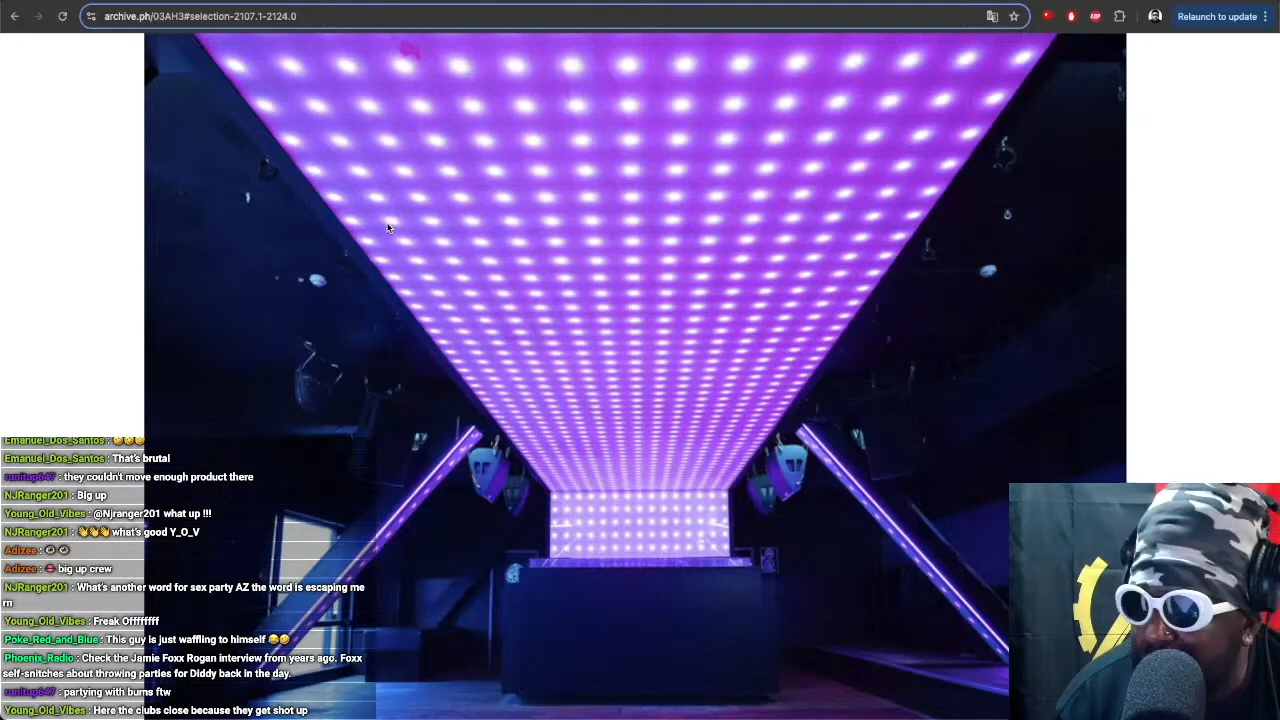 archive.ph/03AH3#selection-2107.1-2124.0
ABP
Relaunch to update
Emanuel_Dos_Santos : 😂😂😂
Emanuel_Dos_Santos : That's brutal
runitup647 : they couldn't move enough product there
NJRanger201 : Big up
Young_Old_Vibes : @Njranger201 what up !!!
NJRanger201 : 👋👋👋 what's good Y_O_V
Adizee : 👁️ 👁️
Adizee : 🫦 big up crew
NJRanger201 : What's another word for sex party AZ the word is escaping me
rn
Young_Old_Vibes : Freak Offffffff
Poke_Red_and_Blue : This guy is just waffling to himself 😂🤣
Phoenix_Radio : Check the Jamie Foxx Rogan interview from years ago. Foxx
self-snitches about throwing parties for Diddy back in the day.
runitup647 : partying with bums ftw
Young_Old_Vibes : Here the clubs close because they get shot up